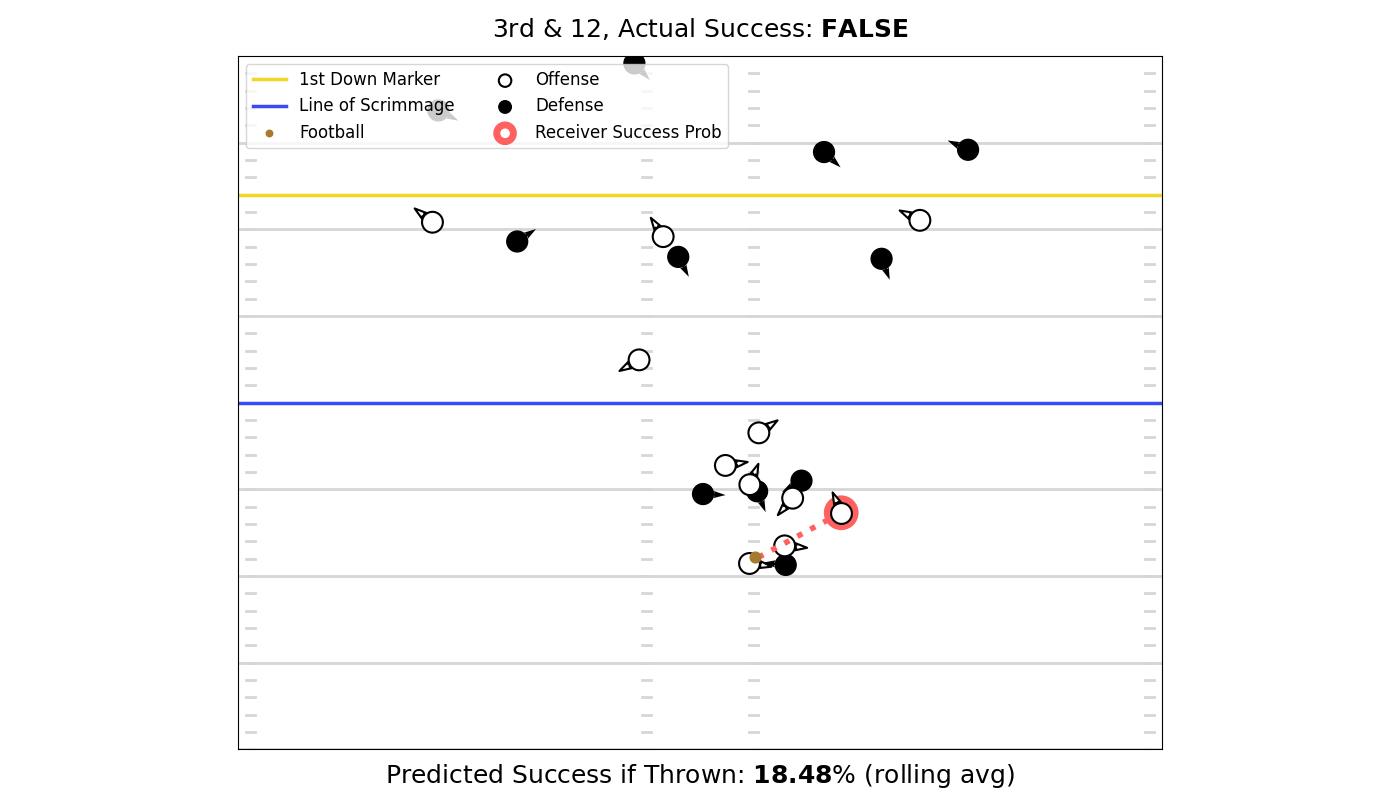 3rd & 12, Actual Success: FALSE
1st Down Marker
Line of Scrimmage
Football
Offense
Defense
Receiver Success Prob
Predicted Success if Thrown: 18.48% (rolling avg)